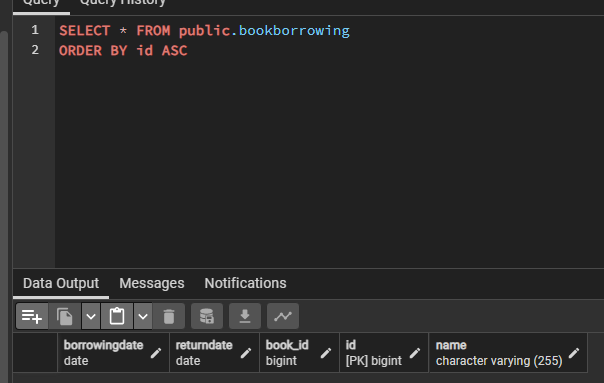 Query Query History
1 SELECT * FROM public.bookborrowing
2 ORDER BY id ASC
Data Output Messages Notifications
borrowingdate returndate book_id id name
date date bigint [PK] bigint character varying (255)